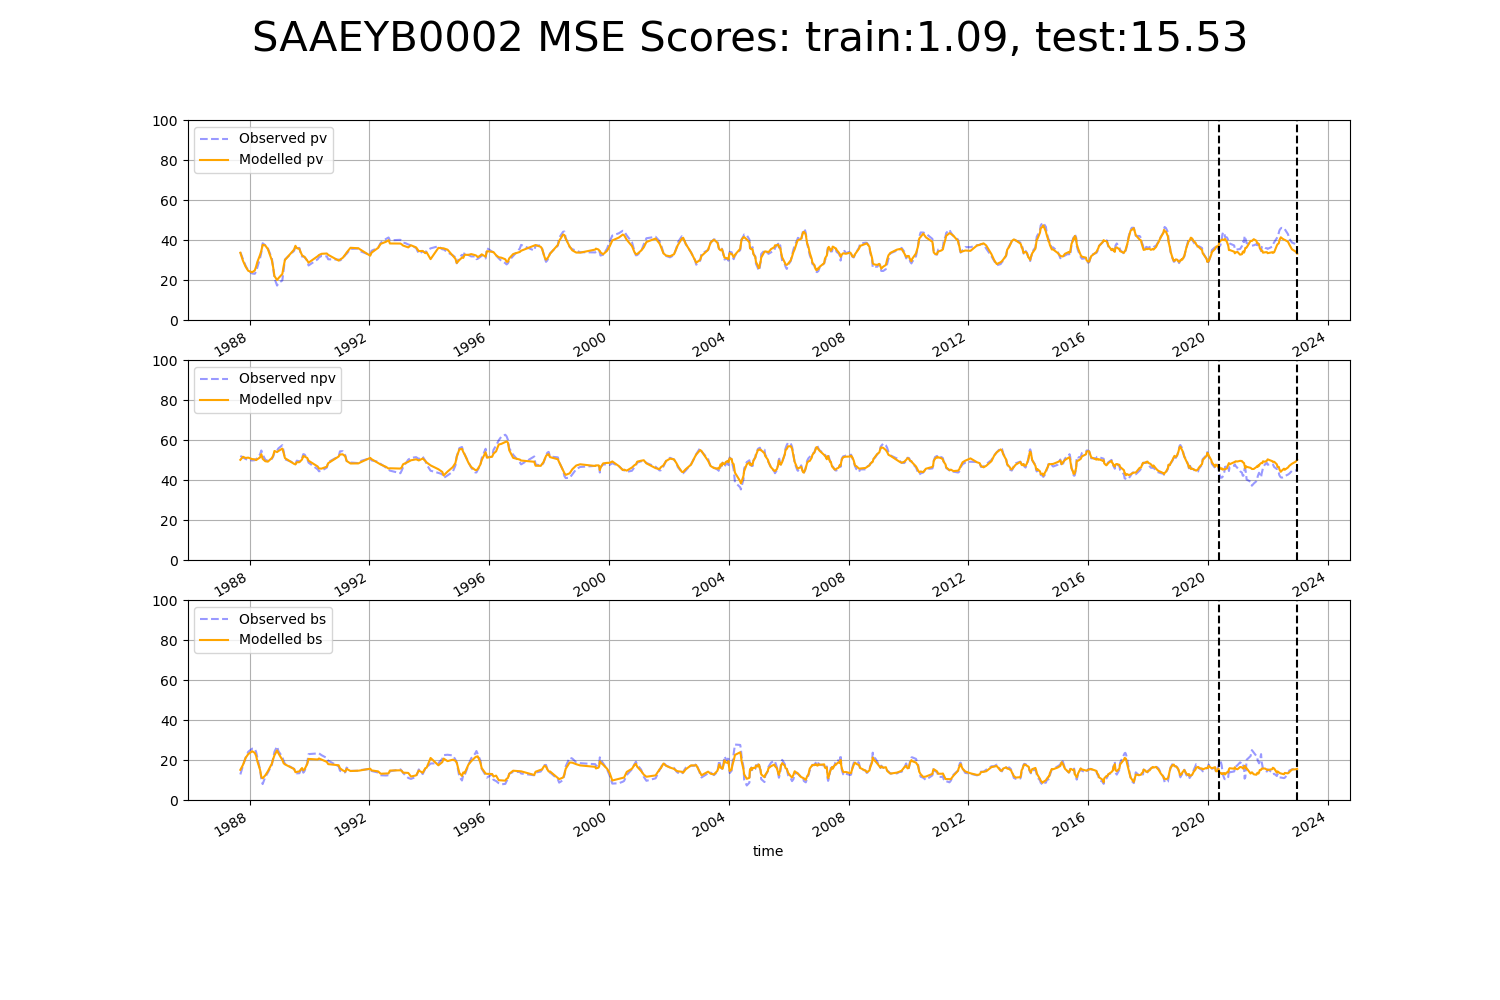 SAAEYB0002 MSE Scores: train:1.09, test:15.53
100
80
60
40
20
0
Observed pv
Modelled pv
1988 1992 1996 2000 2004 2008 2012 2016 2020 2024
100
80
60
40
20
0
Observed npv
Modelled npv
1988 1992 1996 2000 2004 2008 2012 2016 2020 2024
100
80
60
40
20
0
Observed bs
Modelled bs
1988 1992 1996 2000 2004 2008 2012 2016 2020 2024
time